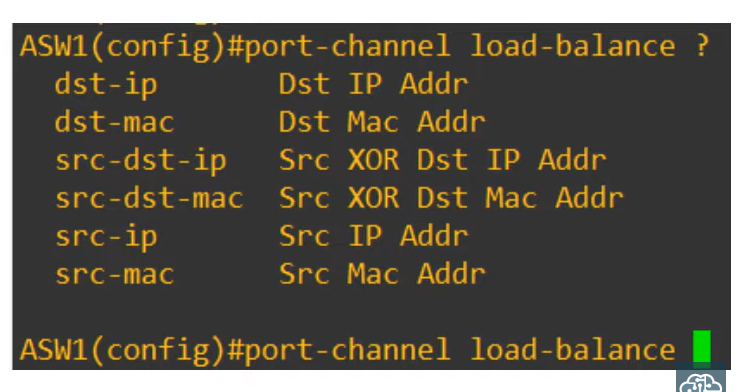 ASW1(config)#port-channel load-balance ?
dst-ip Dst IP Addr
dst-mac Dst Mac Addr
src-dst-ip Src XOR Dst IP Addr
src-dst-mac Src XOR Dst Mac Addr
src-ip Src IP Addr
src-mac Src Mac Addr
ASW1(config)#port-channel load-balance